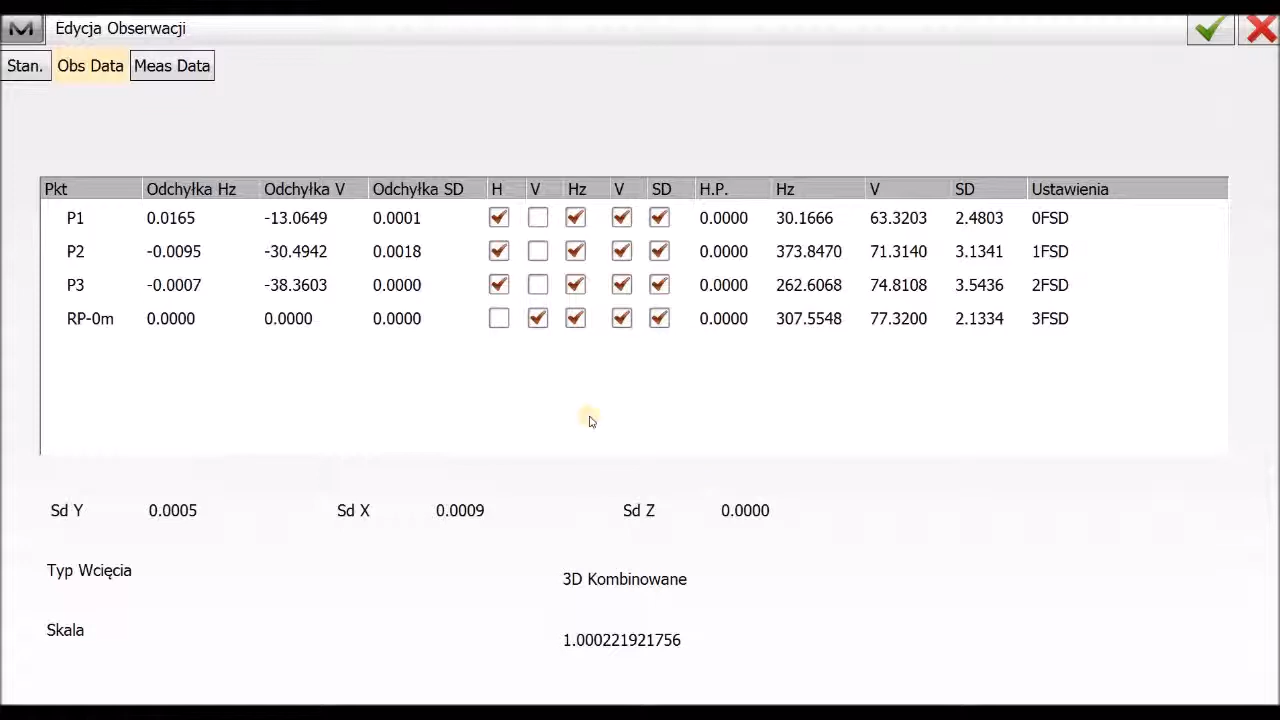 M Edycja Obserwacji
Stan. Obs Data Meas Data
Pkt Odchyłka Hz Odchyłka V Odchyłka SD H V Hz V SD H.P. Hz V SD Ustawienia
P1 0.0165 -13.0649 0.0001 0.0000 30.1666 63.3203 2.4803 0FSD
P2 -0.0095 -30.4942 0.0018 0.0000 373.8470 71.3140 3.1341 1FSD
P3 -0.0007 -38.3603 0.0000 0.0000 262.6068 74.8108 3.5436 2FSD
RP-0m 0.0000 0.0000 0.0000 0.0000 307.5548 77.3200 2.1334 3FSD
Sd Y 0.0005 Sd X 0.0009 Sd Z 0.0000
Typ Wcięcia 3D Kombinowane
Skala 1.000221921756